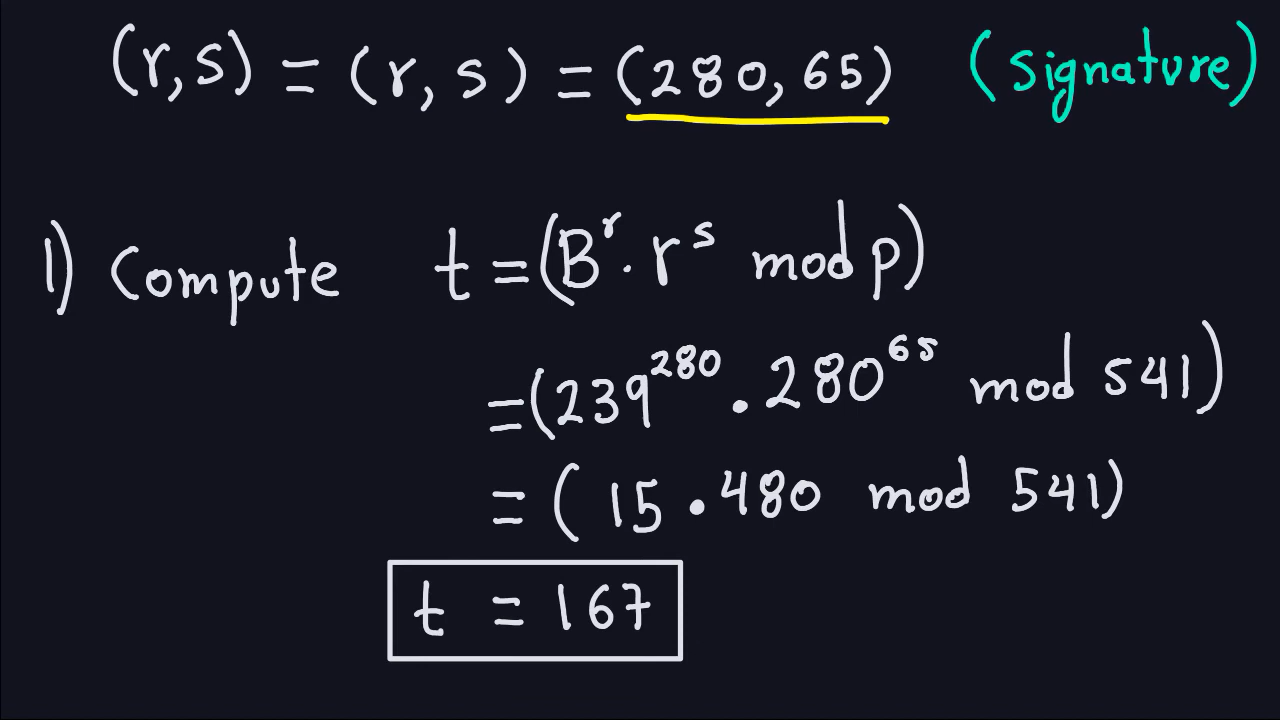 (r,s) = (r,s) = (280,65) (signature)
1) Compute t = (B^r · r^s mod p)
= (239^280 · 280^65 mod 541)
= (15 · 480 mod 541)
t = 167